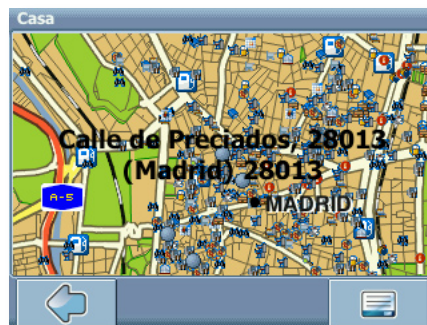 Casa
Calle de Preciados, 28013
(Madrid) 28013
A-5
MADRID